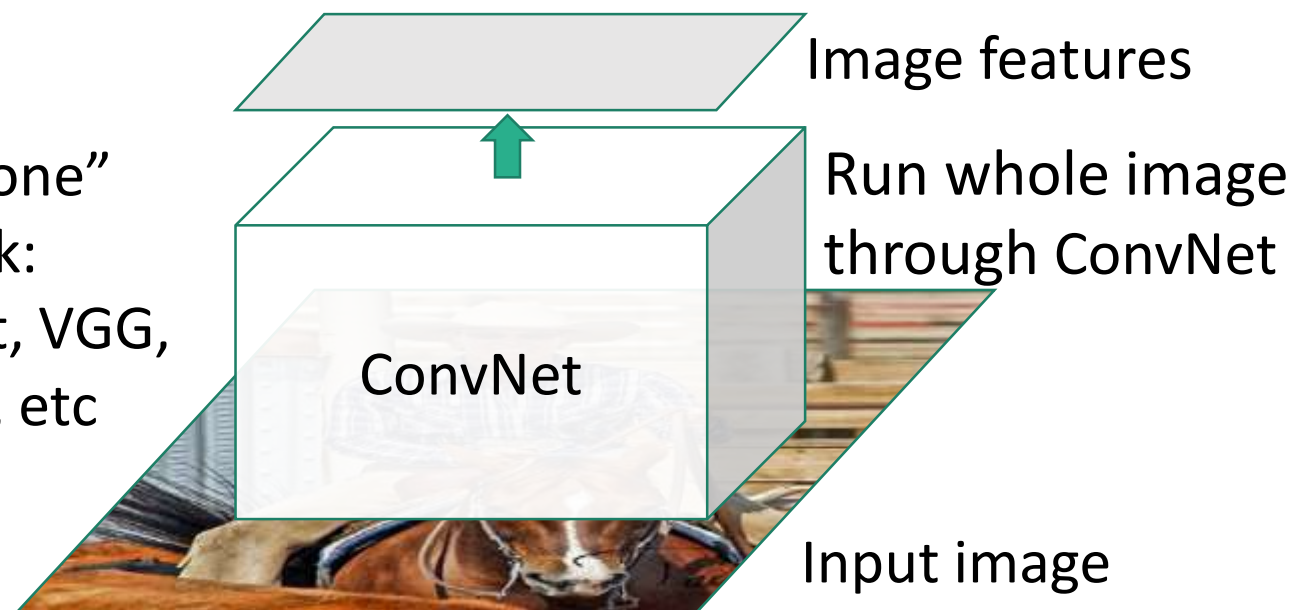 Image features
one”
k:
t, VGG,
etc
Run whole image
through ConvNet
ConvNet
Input image